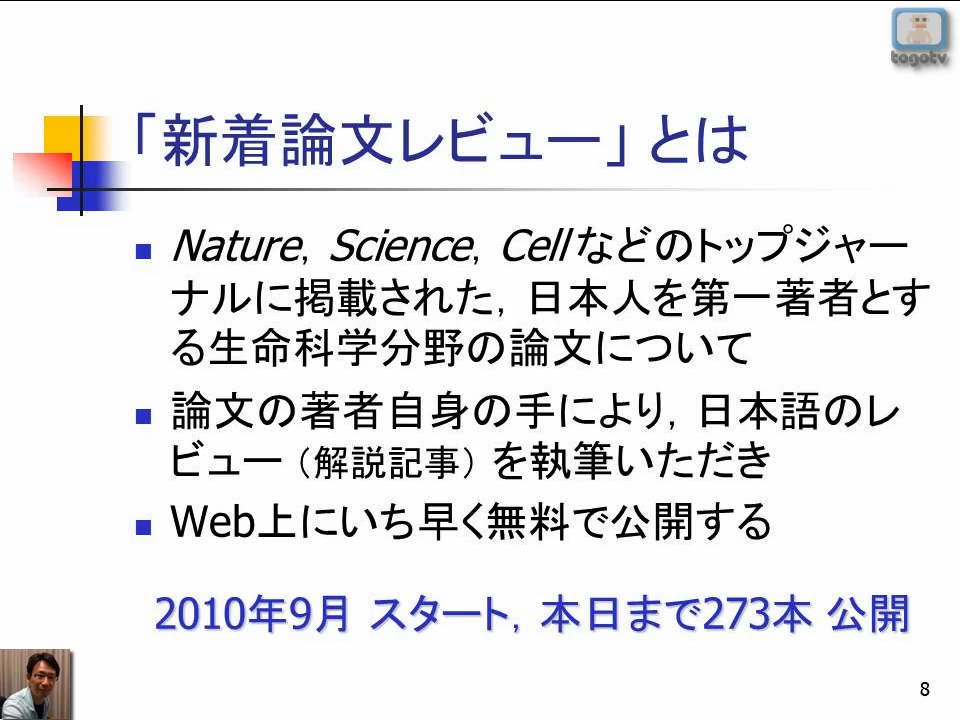 togotv
「新着論文レビュー」とは
Nature, Science, Cellなどのトップジャー
ナルに掲載された，日本人を第一著者とす
る生命科学分野の論文について
論文の著者自身の手により，日本語のレ
ビュー（解説記事）を執筆いただき
Web上にいち早く無料で公開する
2010年9月 スタート，本日まで273本 公開
8